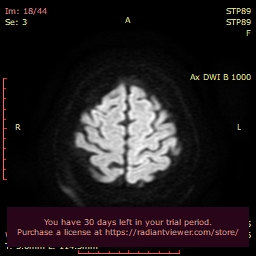 Im: 18/44
Se: 3
A
STP89
STP89
F
Ax DWI B 1000
R
L
You have 30 days left in your trial period.
Purchase a license at https://radiantviewer.com/store/